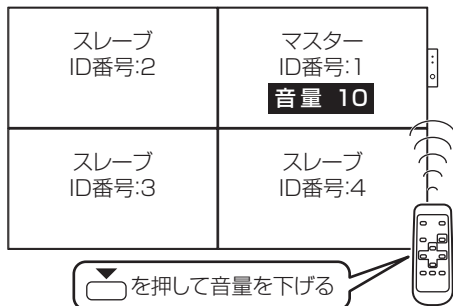 スレーブ
ID番号:2
マスター
ID番号:1
音量 10
スレーブ
ID番号:3
スレーブ
ID番号:4
を押して音量を下げる